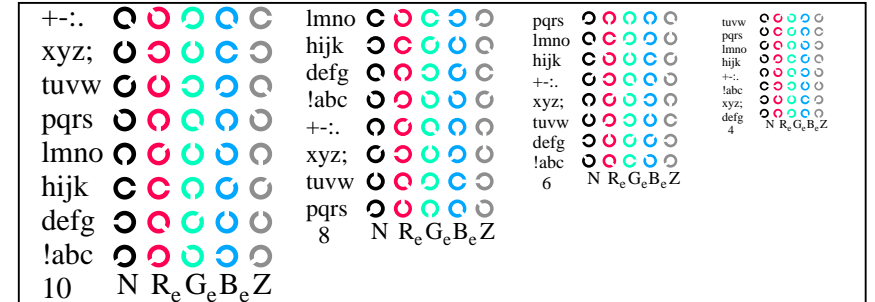 +-:.
xyz;
tuvw
pqrs
lmno
hijk
defg
!abc
10 N ReGeBeZ
lmno
hijk
defg
!abc
+-:.
xyz;
tuvw
pqrs
8 N ReGeBeZ
pqrs
lmno
hijk
+-:.
xyz;
tuvw
defg
!abc
6 N ReGeBeZ
tuvw
pqrs
lmno
hijk
+-:.
!abc
xyz;
defg
4 N ReGeBeZ